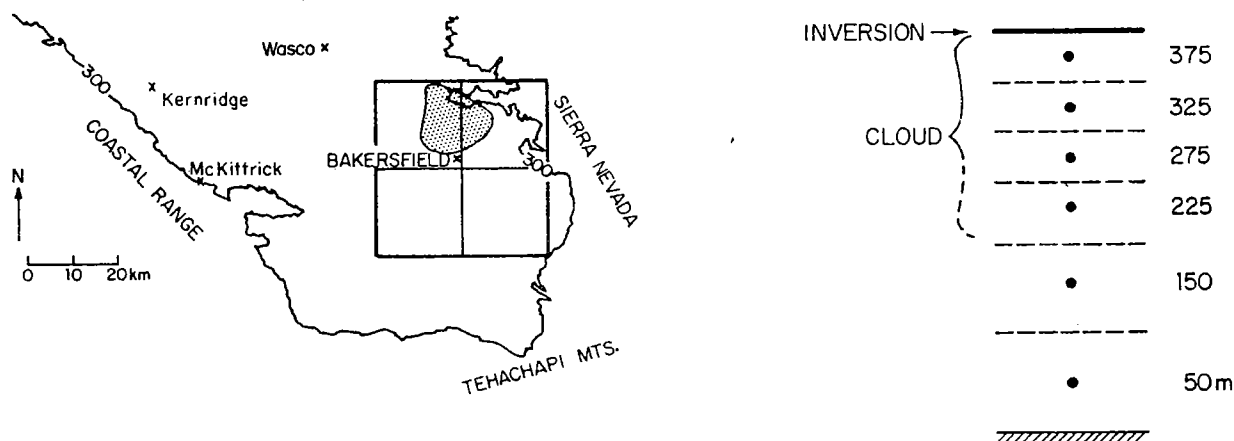 Wasco
300
Kernridge
COASTAL RANGE
McKittrick
BAKERSFIELD
300
SIERRA NEVADA
N
0 10 20km
TEHACHAPI MTS.
INVERSION
375
325
CLOUD
275
225
150
50m